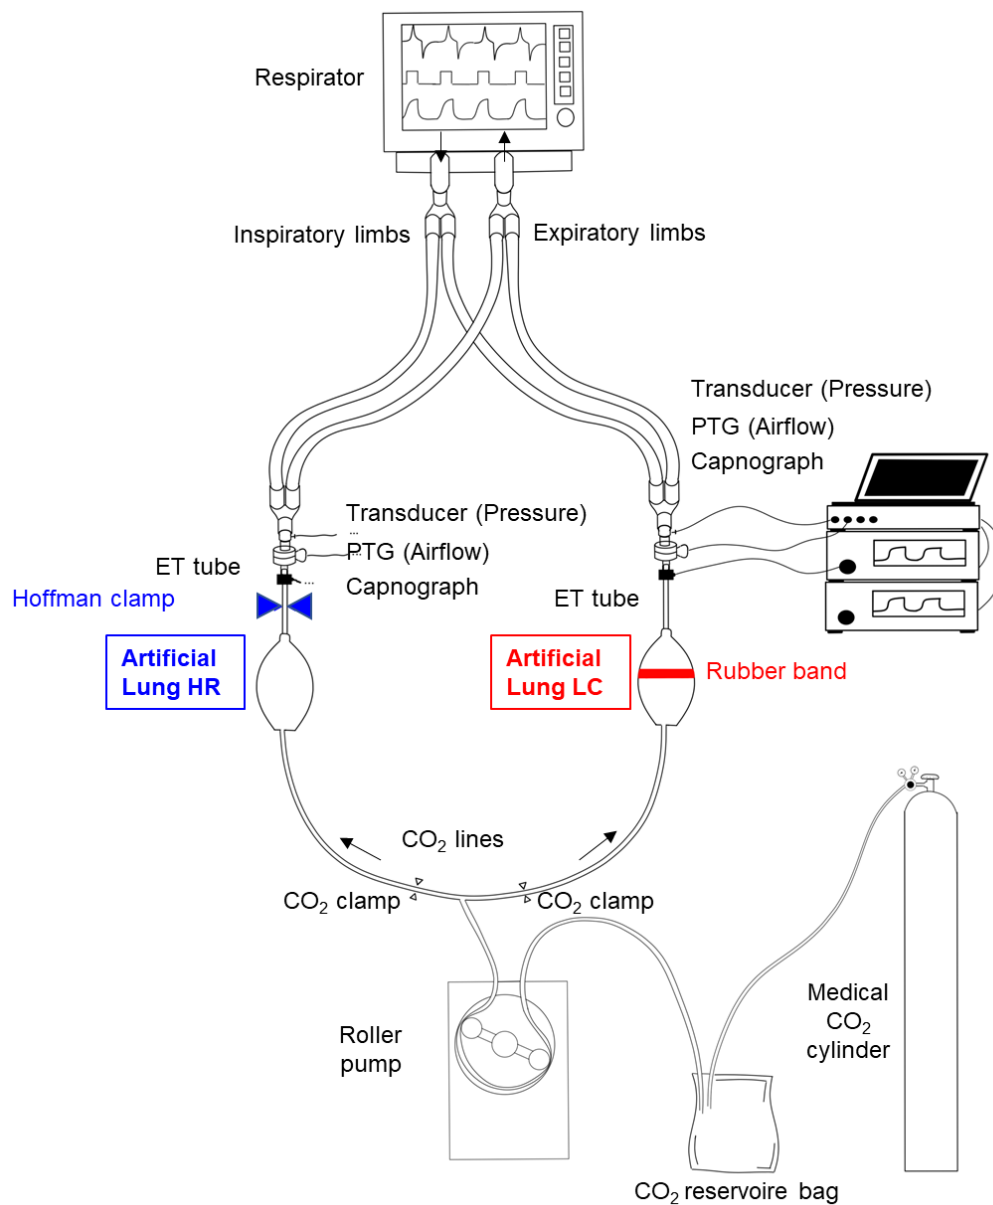 Respirator
Inspiratory limbs
Expiratory limbs
Transducer (Pressure)
PTG (Airflow)
Capnograph
Transducer (Pressure)
...
PTG (Airflow)
...
Capnograph
...
ET tube
Hoffman clamp
ET tube
Artificial
Lung HR
Artificial
Lung LC
Rubber band
CO₂ lines
CO₂ clamp
CO₂ clamp
Roller
pump
Medical
CO₂
cylinder
CO₂ reservoire bag